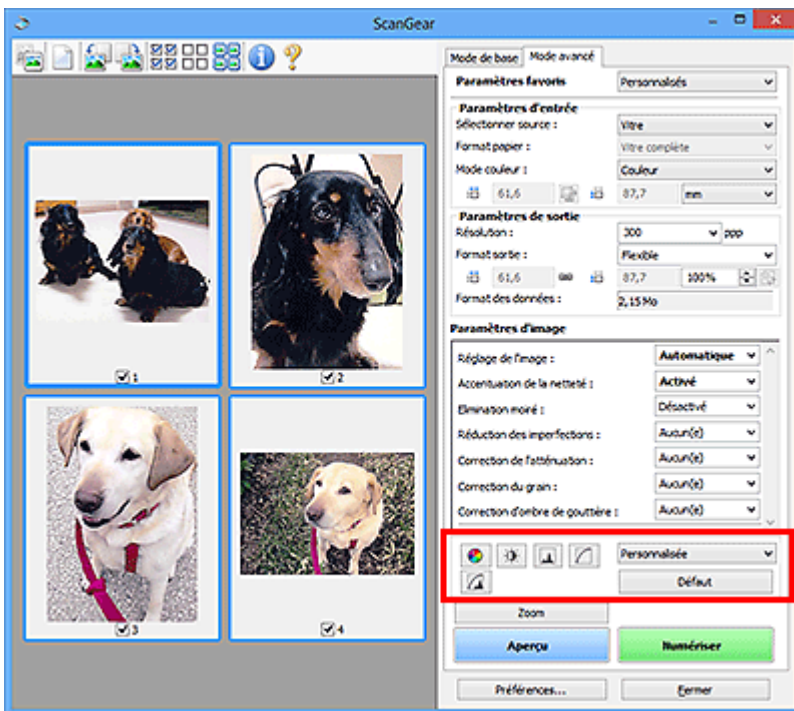 ScanGear
Mode de base Mode avancé
Paramètres favoris Personnalisés
Paramètres d'entrée
Sélectionner source : Vitre
Format papier : Vitre complète
Mode couleur : Couleur
61,6 87,7 mm
Paramètres de sortie
Résolution : 300 ppp
Format sortie : Flexible
61,6 87,7 100%
Format des données : 2,15 Mo
Paramètres d'image
Réglage de l'image : Automatique
Accentuation de la netteté : Activé
Elimination moiré : Désactivé
Réduction des imperfections : Aucun(e)
Correction de l'atténuation : Aucun(e)
Correction du grain : Aucun(e)
Correction d'ombre de gouttière : Aucun(e)
Personnalisée
Défaut
Zoom
Aperçu Numériser
Préférences... Fermer
1
2
3
4